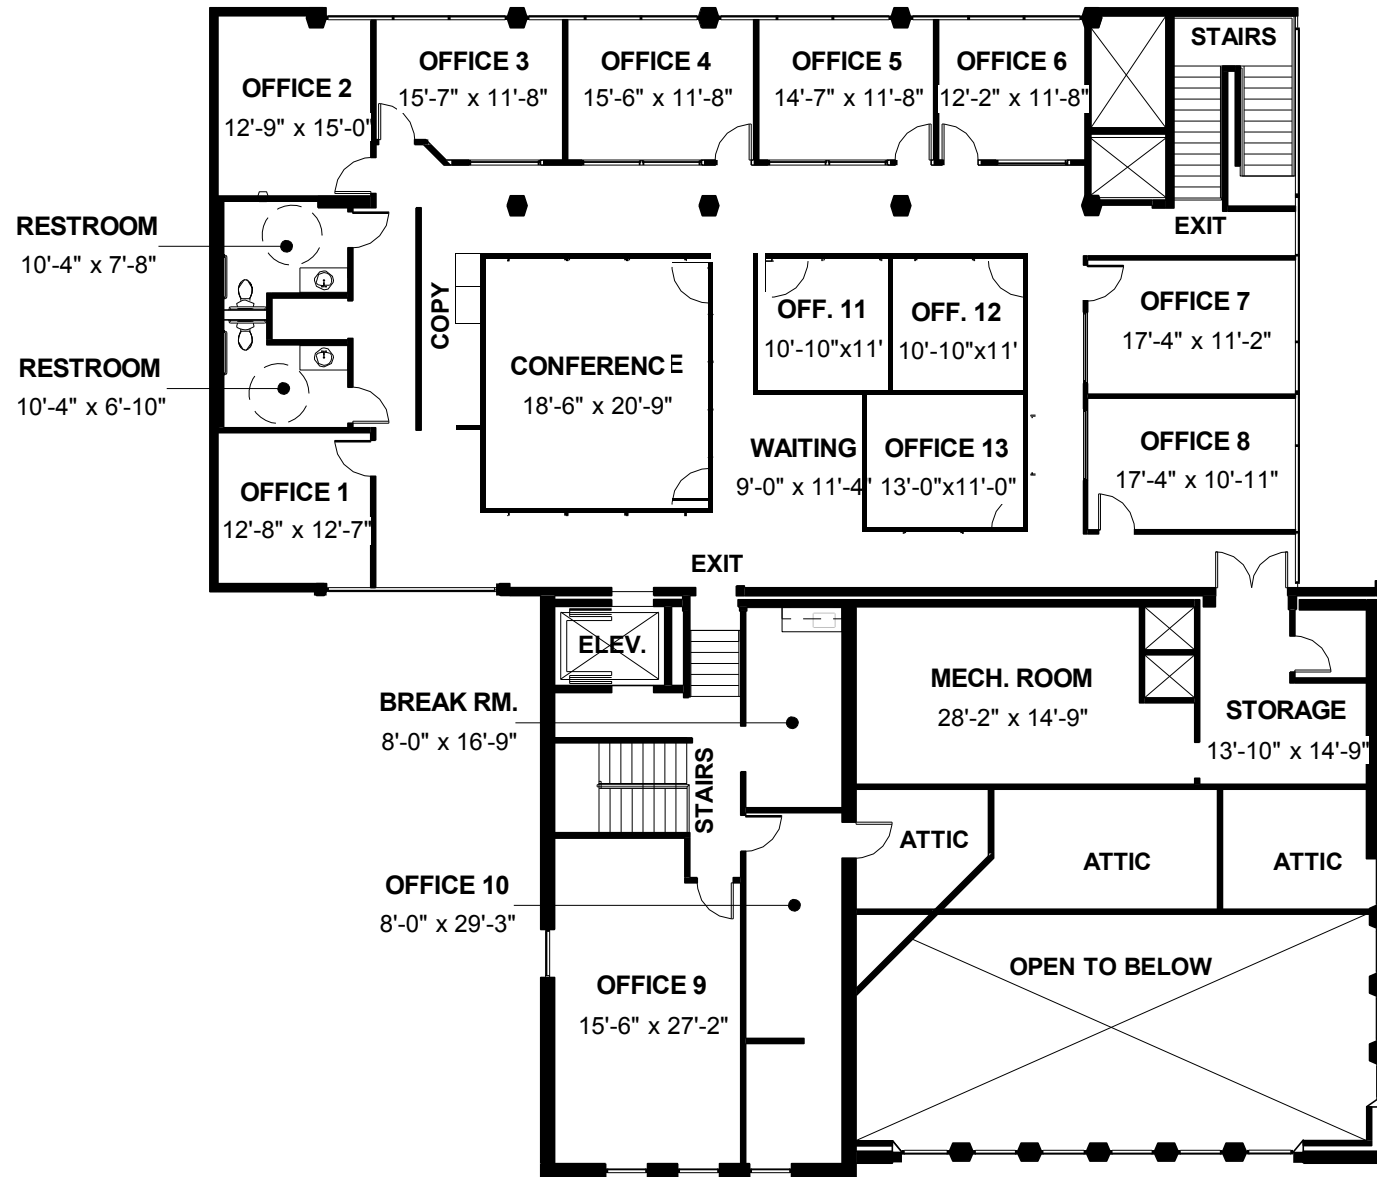 STAIRS
OFFICE 2
12'-9" x 15'-0"
OFFICE 3
15'-7" x 11'-8"
OFFICE 4
15'-6" x 11'-8"
OFFICE 5
14'-7" x 11'-8"
OFFICE 6
12'-2" x 11'-8"
RESTROOM
10'-4" x 7'-8"
EXIT
COPY
CONFERENCE
18'-6" x 20'-9"
OFF. 11
10'-10"x11'
OFF. 12
10'-10"x11'
OFFICE 7
17'-4" x 11'-2"
RESTROOM
10'-4" x 6'-10"
OFFICE 1
12'-8" x 12'-7"
WAITING
9'-0" x 11'-4"
OFFICE 13
13'-0"x11'-0"
OFFICE 8
17'-4" x 10'-11"
EXIT
ELEV.
BREAK RM.
8'-0" x 16'-9"
MECH. ROOM
28'-2" x 14'-9"
STORAGE
13'-10" x 14'-9"
STAIRS
ATTIC
ATTIC
ATTIC
OFFICE 10
8'-0" x 29'-3"
OFFICE 9
15'-6" x 27'-2"
OPEN TO BELOW